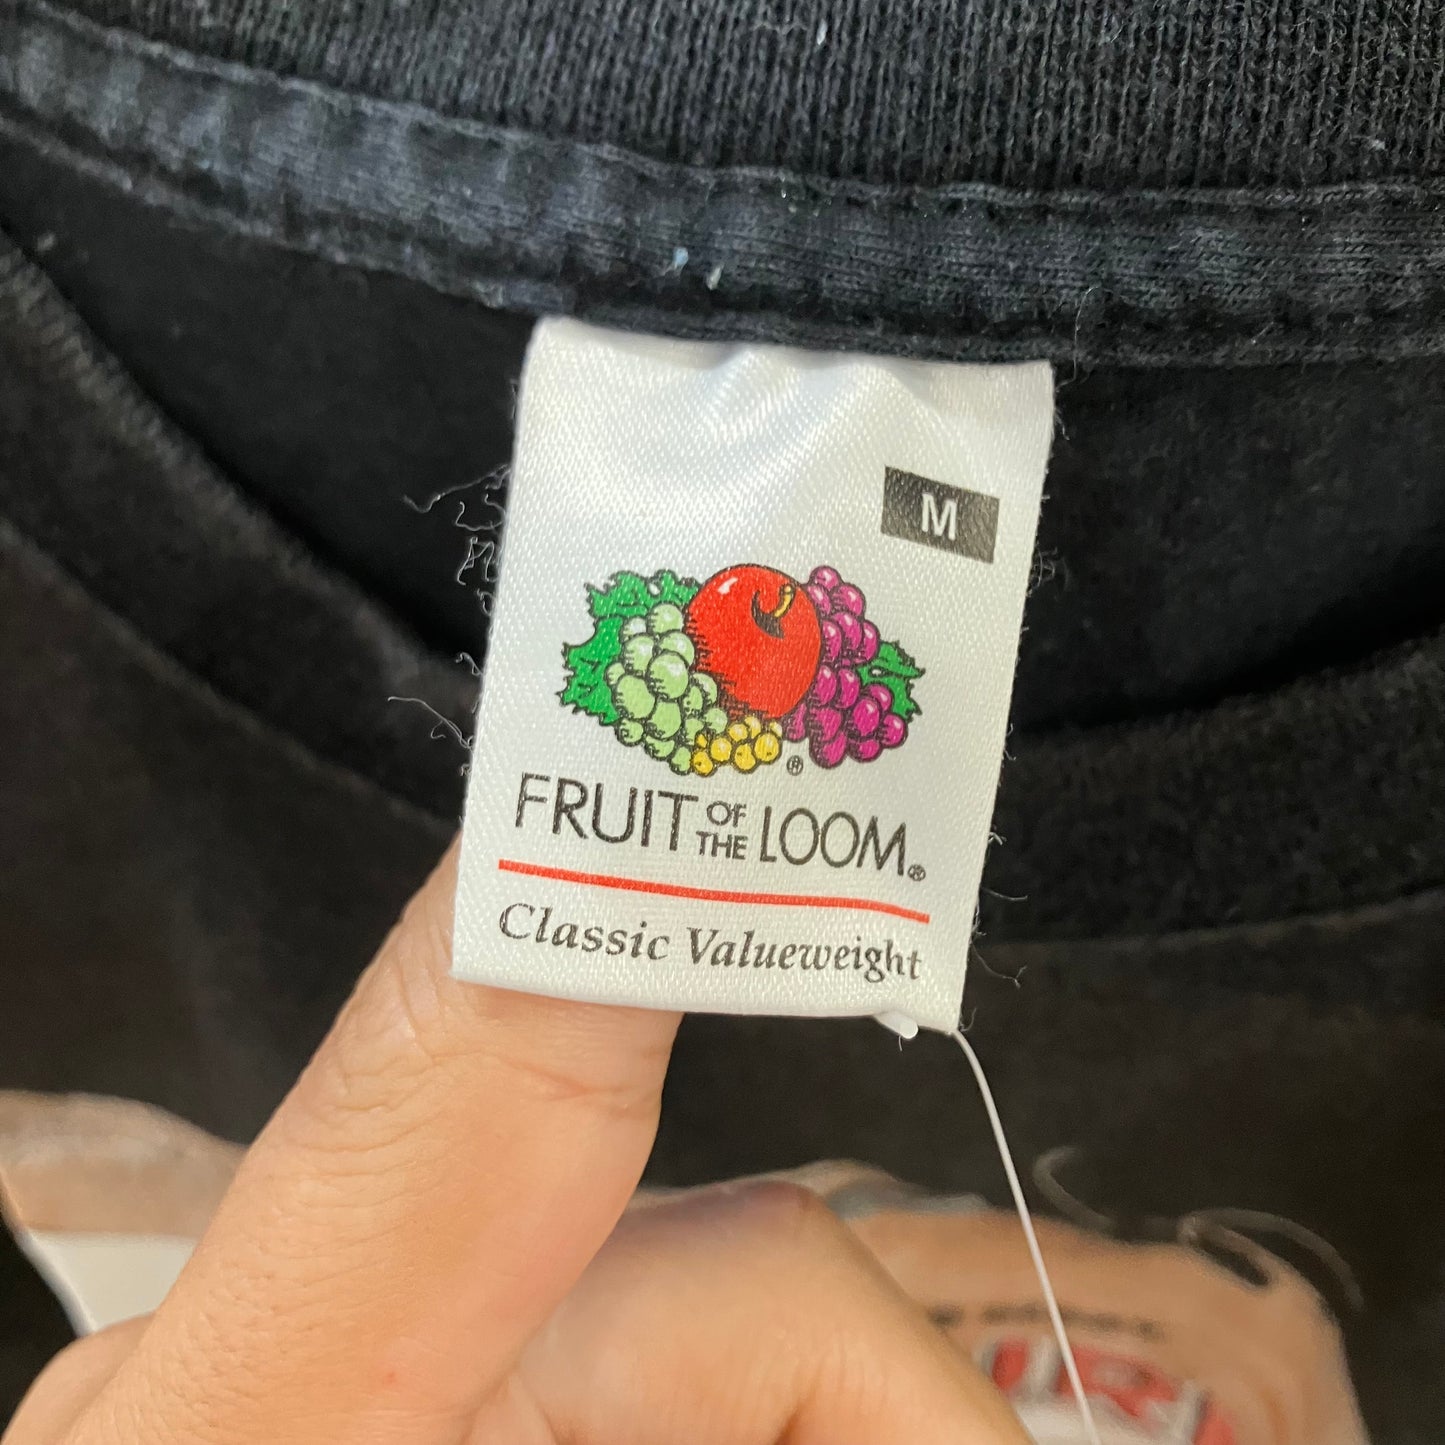 M
®
FRUIT OF THE LOOM®
Classic Valueweight